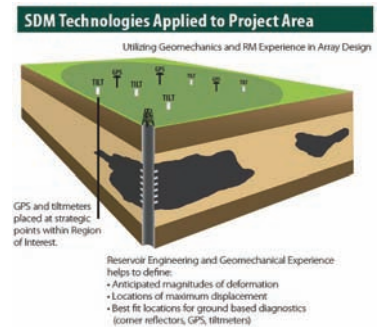 SDM Technologies Applied to Project Area
Utilizing Geomechanics and RM Experience in Array Design
GPS
GPS
TILT
TILT
TILT
GPS
TILT
TILT
GPS and tiltmeters
placed at strategic
points within Region
of Interest.
Reservoir Engineering and Geomechanical Experience
helps to define:
• Anticipated magnitudes of deformation
• Locations of maximum displacement
• Best fit locations for ground based diagnostics
(corner reflectors, GPS, tiltmeters)